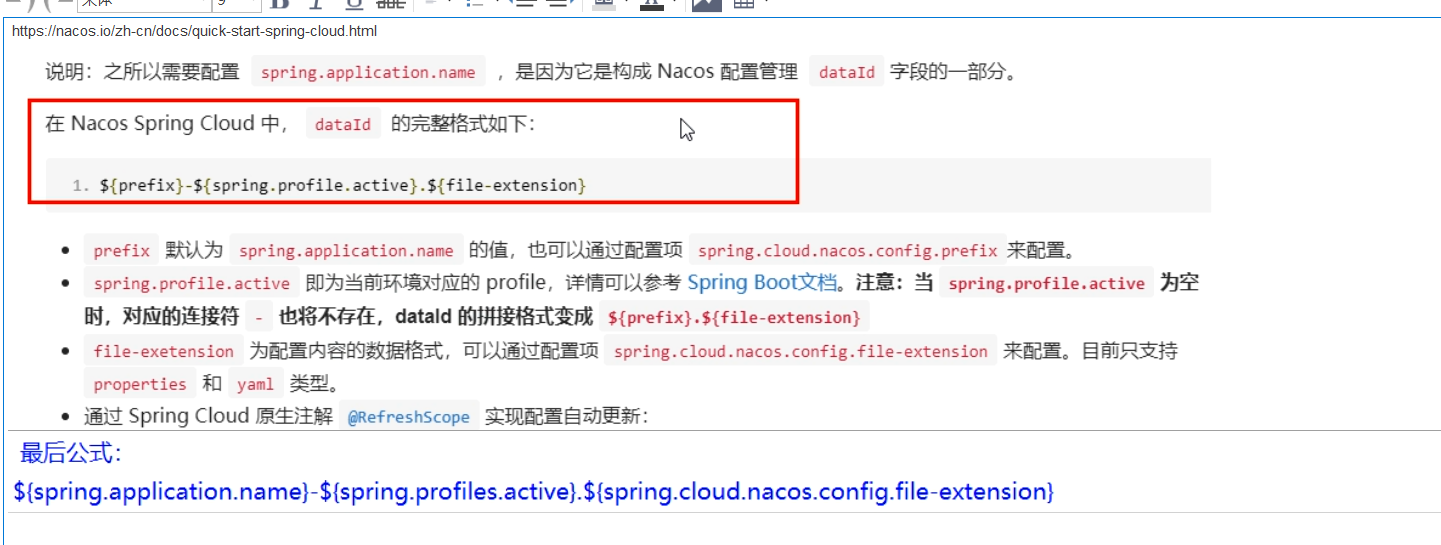 宋体 9 B I U abc A
https://nacos.io/zh-cn/docs/quick-start-spring-cloud.html
说明：之所以需要配置 spring.application.name ，是因为它是构成 Nacos 配置管理 dataId 字段的一部分。
在 Nacos Spring Cloud 中， dataId 的完整格式如下：
1. ${prefix}-${spring.profile.active}.${file-extension}
• prefix 默认为 spring.application.name 的值，也可以通过配置项 spring.cloud.nacos.config.prefix 来配置。
• spring.profile.active 即为当前环境对应的 profile，详情可以参考 Spring Boot文档。注意：当 spring.profile.active 为空
时，对应的连接符 - 也将不存在，dataId 的拼接格式变成 ${prefix}.${file-extension}
• file-exetension 为配置内容的数据格式，可以通过配置项 spring.cloud.nacos.config.file-extension 来配置。目前只支持
properties 和 yaml 类型。
• 通过 Spring Cloud 原生注解 @RefreshScope 实现配置自动更新：
最后公式：
${spring.application.name}-${spring.profiles.active}.${spring.cloud.nacos.config.file-extension}